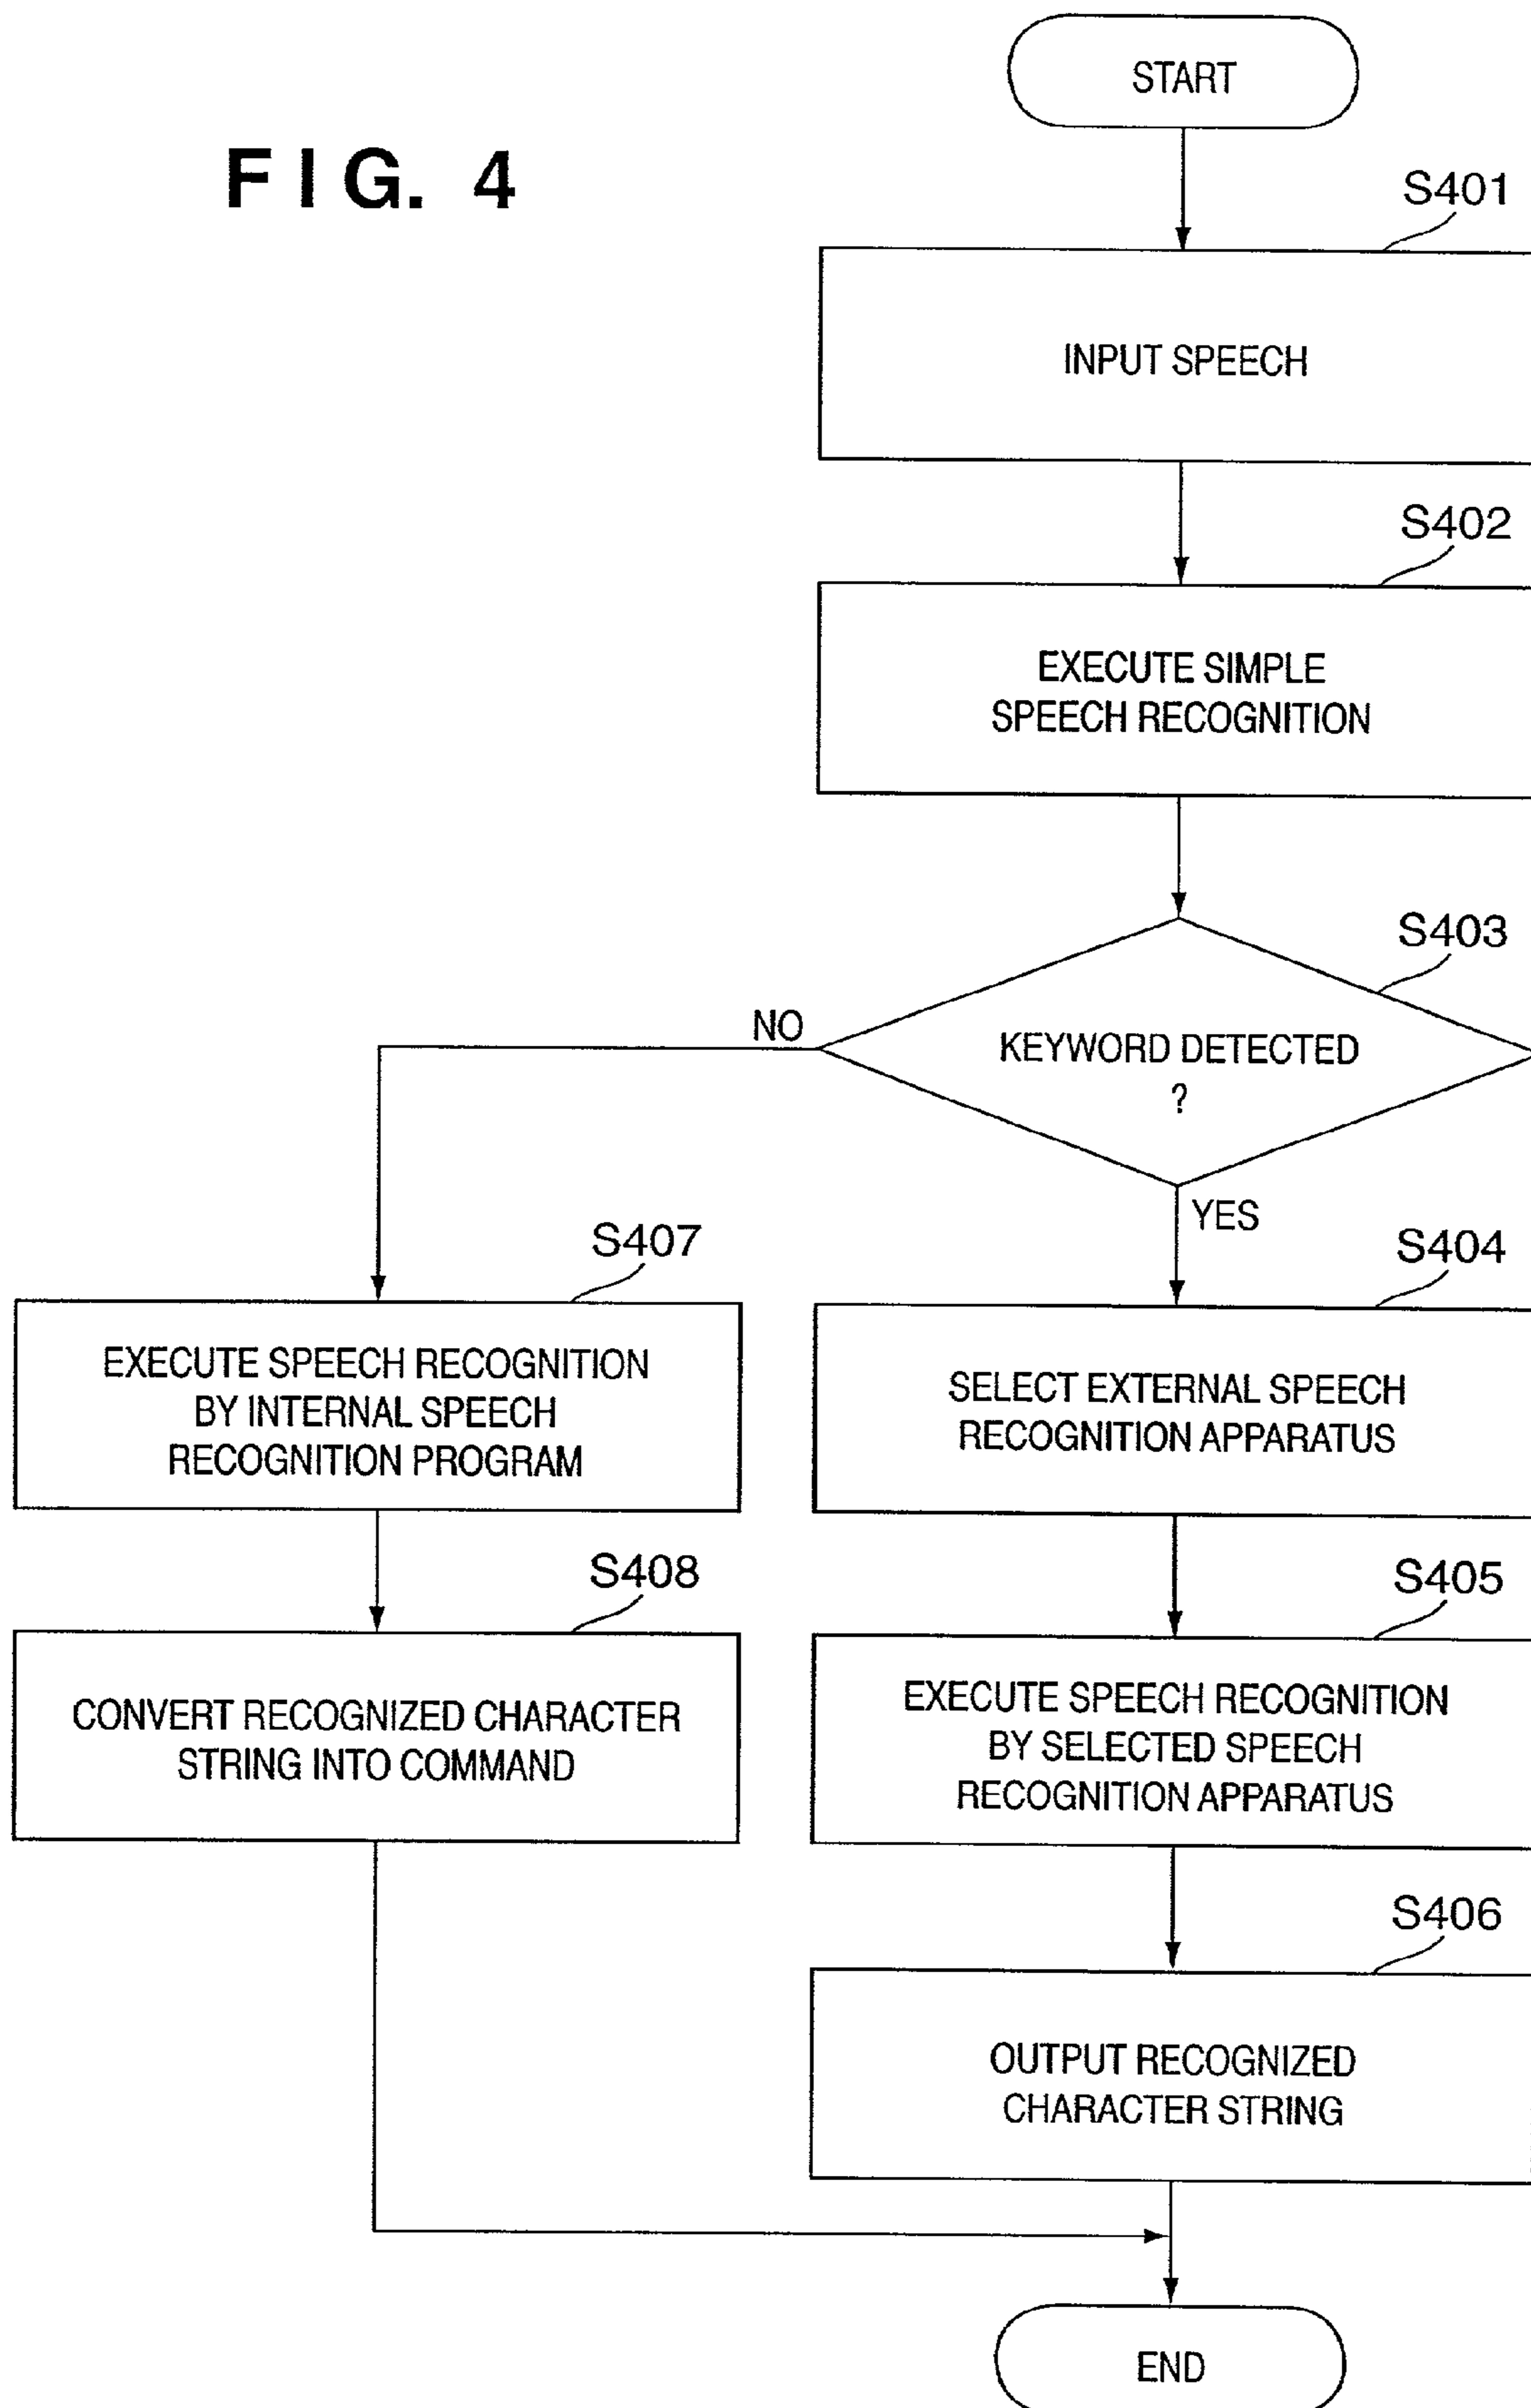 FIG. 4
START
S401
INPUT SPEECH
S402
EXECUTE SIMPLE
SPEECH RECOGNITION
S403
KEYWORD DETECTED
?
NO
YES
S407
EXECUTE SPEECH RECOGNITION
BY INTERNAL SPEECH
RECOGNITION PROGRAM
S404
SELECT EXTERNAL SPEECH
RECOGNITION APPARATUS
S408
CONVERT RECOGNIZED CHARACTER
STRING INTO COMMAND
S405
EXECUTE SPEECH RECOGNITION
BY SELECTED SPEECH
RECOGNITION APPARATUS
S406
OUTPUT RECOGNIZED
CHARACTER STRING
END